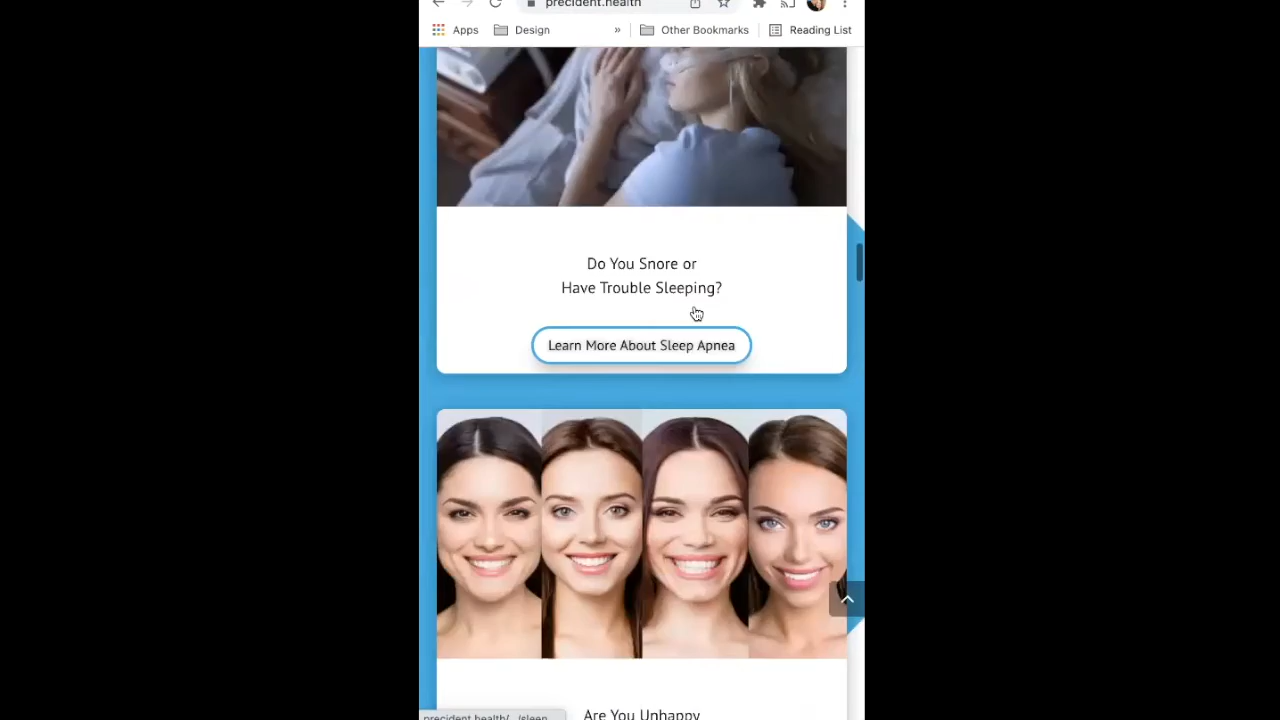 precident.health
Apps
Design
»
Other Bookmarks
Reading List
Do You Snore or
Have Trouble Sleeping?
Learn More About Sleep Apnea
Are You Unhappy